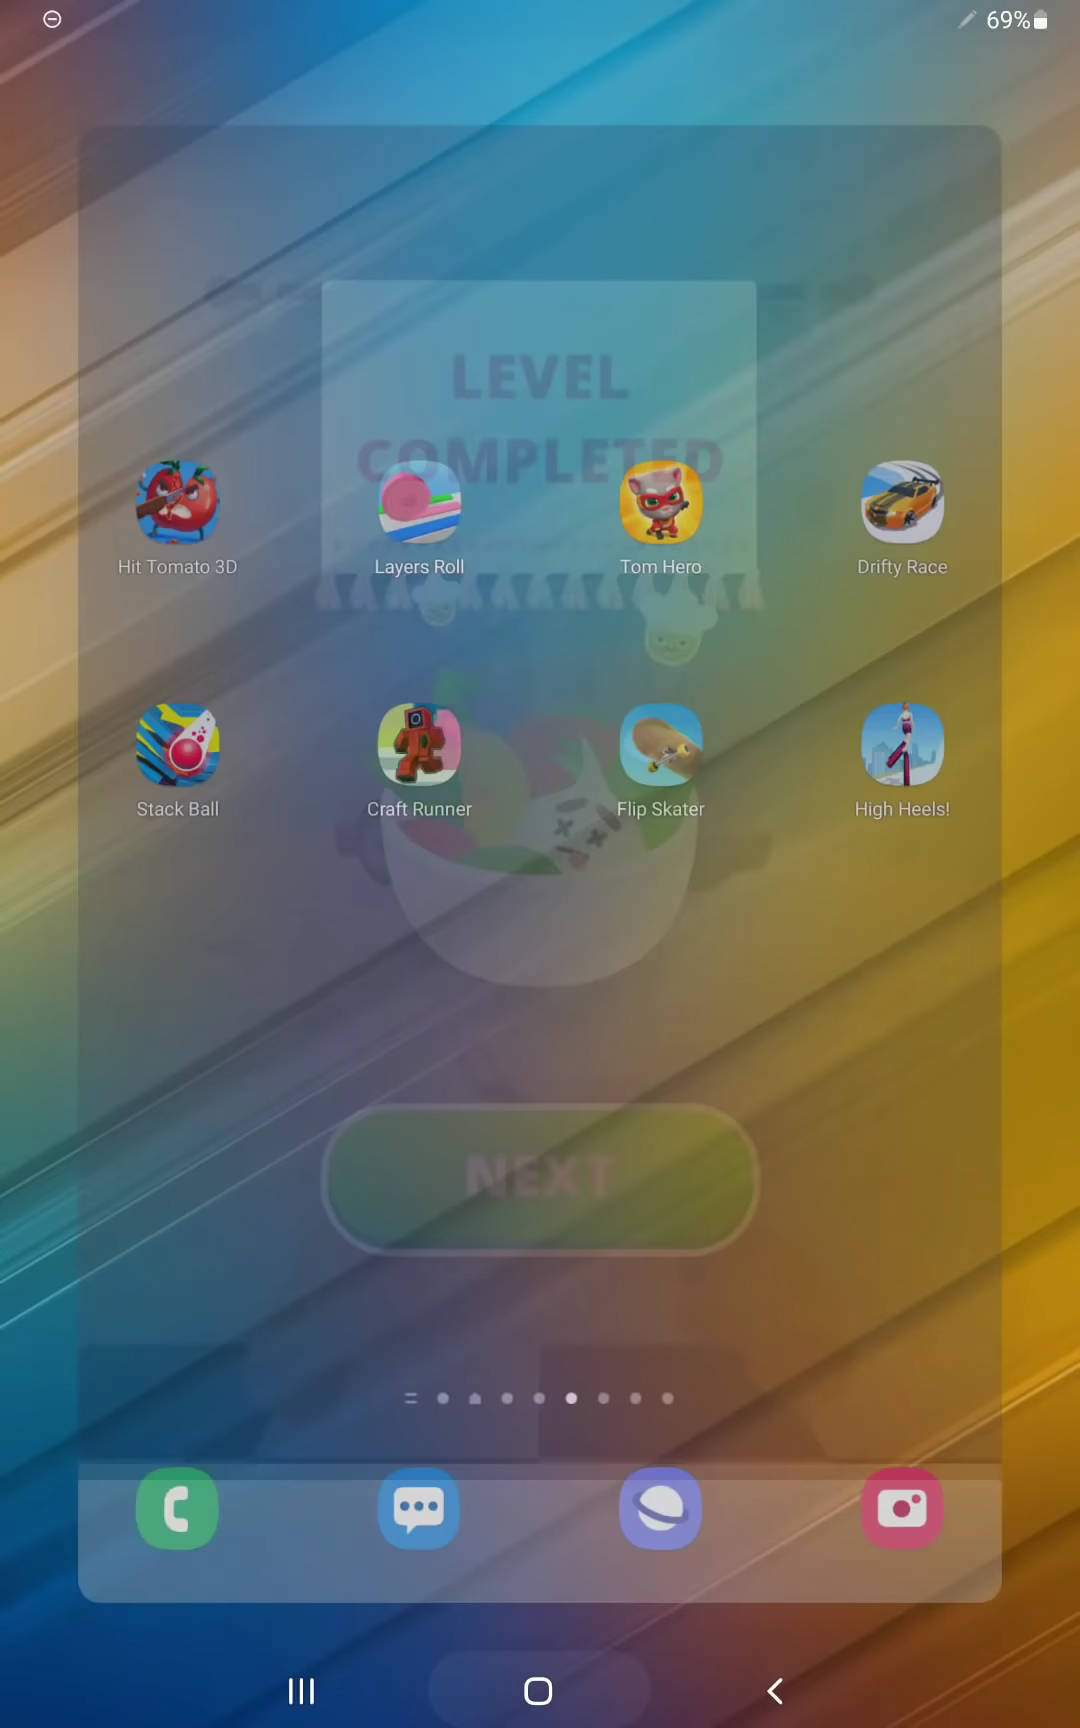 69%
LEVEL
COMPLETED
Hit Tomato 3D
Layers Roll
Tom Hero
Drifty Race
Stack Ball
Craft Runner
Flip Skater
High Heels!
NEXT